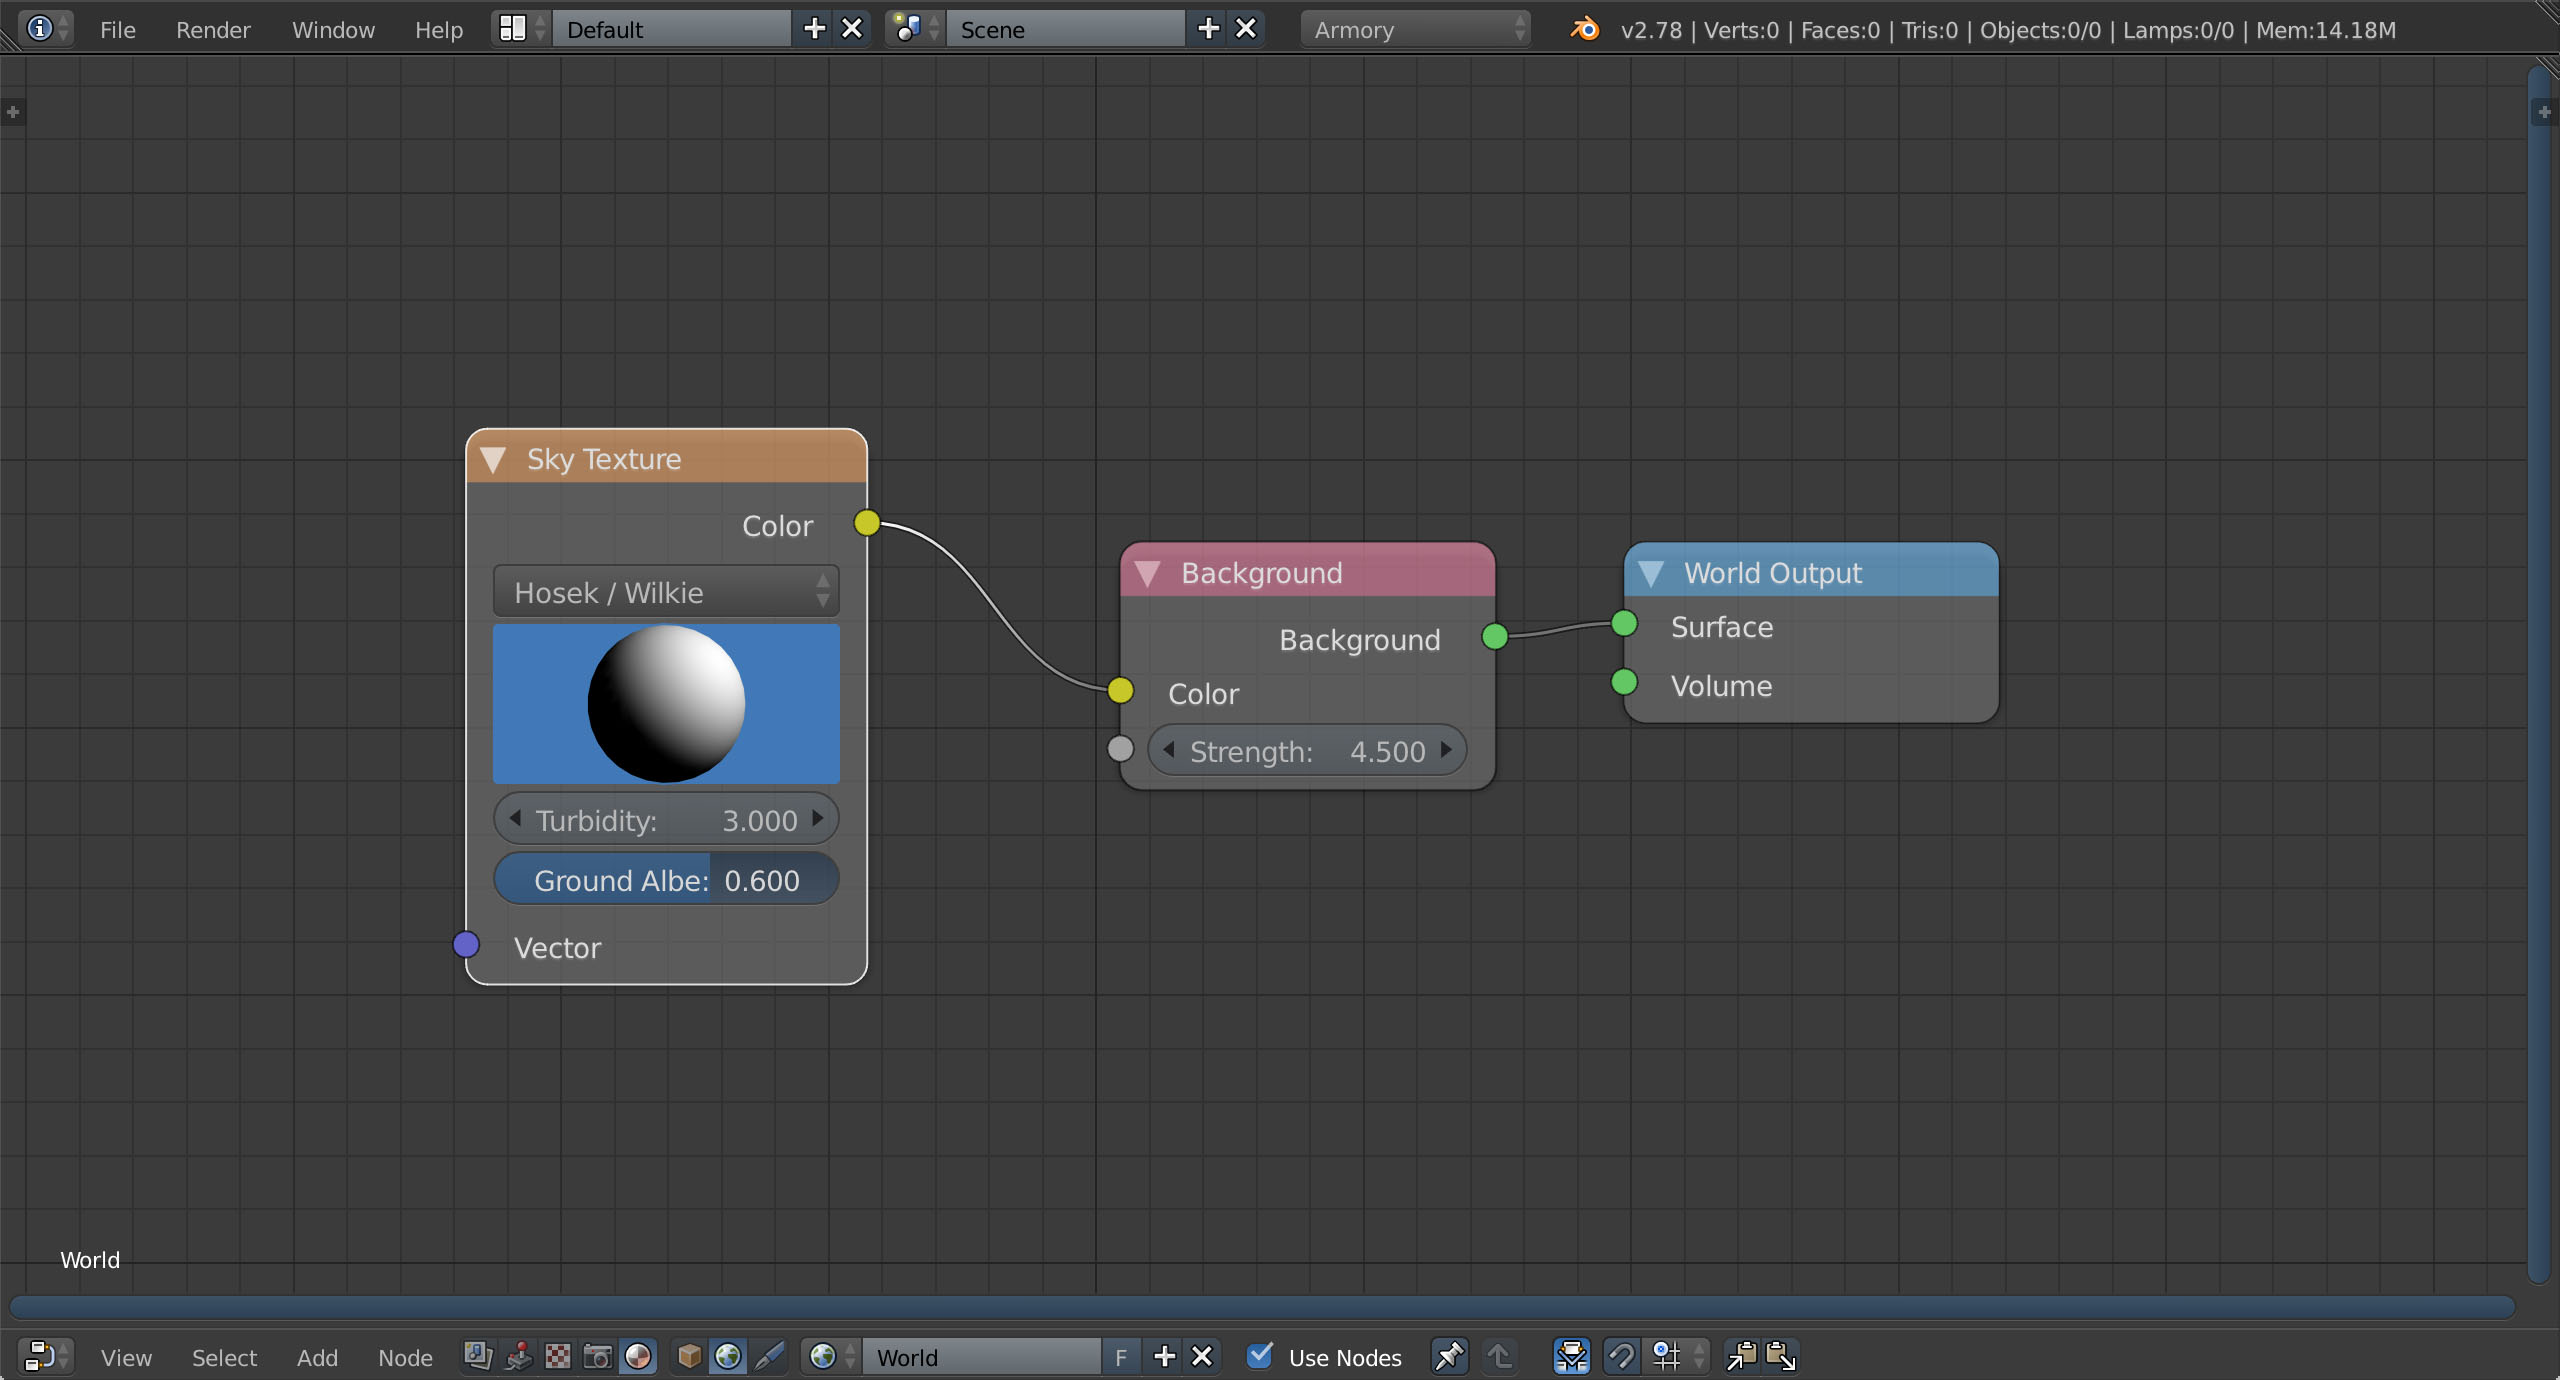 File Render Window Help Default Scene Armory v2.78 | Verts:0 | Faces:0 | Tris:0 | Objects:0/0 | Lamps:0/0 | Mem:14.18M
Sky Texture
Color
Hosek / Wilkie
Turbidity: 3.000
Ground Albe: 0.600
Vector
Background
Background
Color
Strength: 4.500
World Output
Surface
Volume
World
View Select Add Node World F Use Nodes